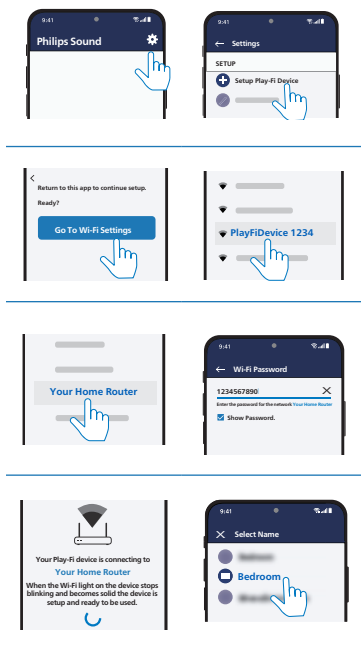 9:41
Philips Sound
9:41
← Settings
SETUP
Setup Play-Fi Device
Return to this app to continue setup.
Ready?
Go To Wi-Fi Settings
PlayFiDevice 1234
Your Home Router
9:41
← Wi-Fi Password
1234567890
Enter the password for the network Your Home Router
Show Password.
Your Play-Fi device is connecting to
Your Home Router
When the Wi-Fi light on the device stops
blinking and becomes solid the device is
setup and ready to be used.
9:41
Select Name
Bedroom